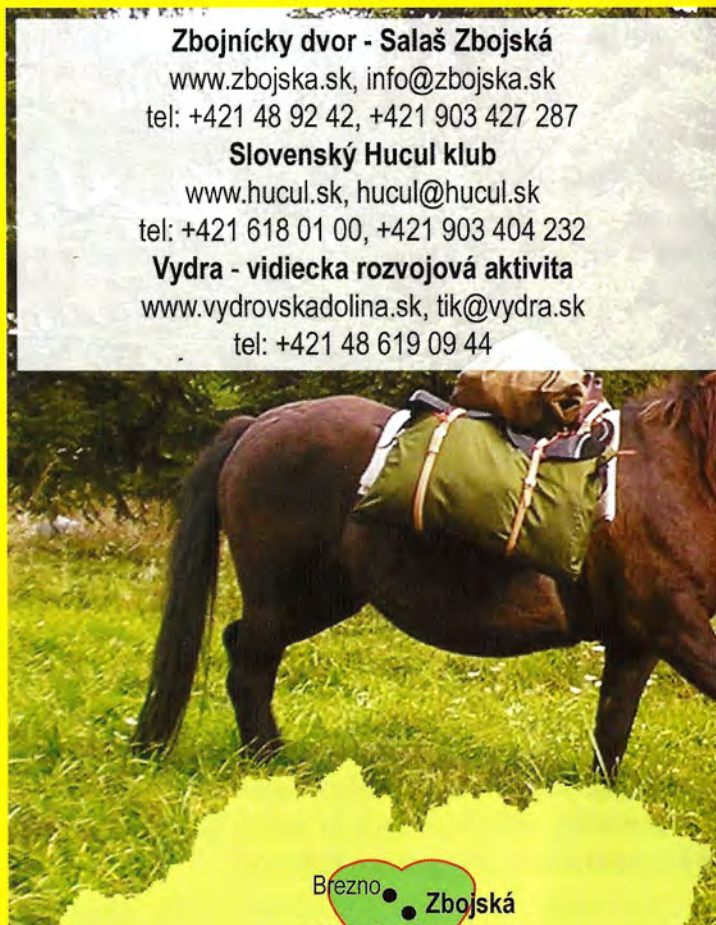 Zbojnícky dvor - Salaš Zbojská
www.zbojska.sk, info@zbojska.sk
tel: +421 48 92 42, +421 903 427 287
Slovenský Hucul klub
www.hucul.sk, hucul@hucul.sk
tel: +421 618 01 00, +421 903 404 232
Vydra - vidiecka rozvojová aktivita
www.vydrovskadolina.sk, tik@vydra.sk
tel: +421 48 619 09 44
Brezno
Zbojská